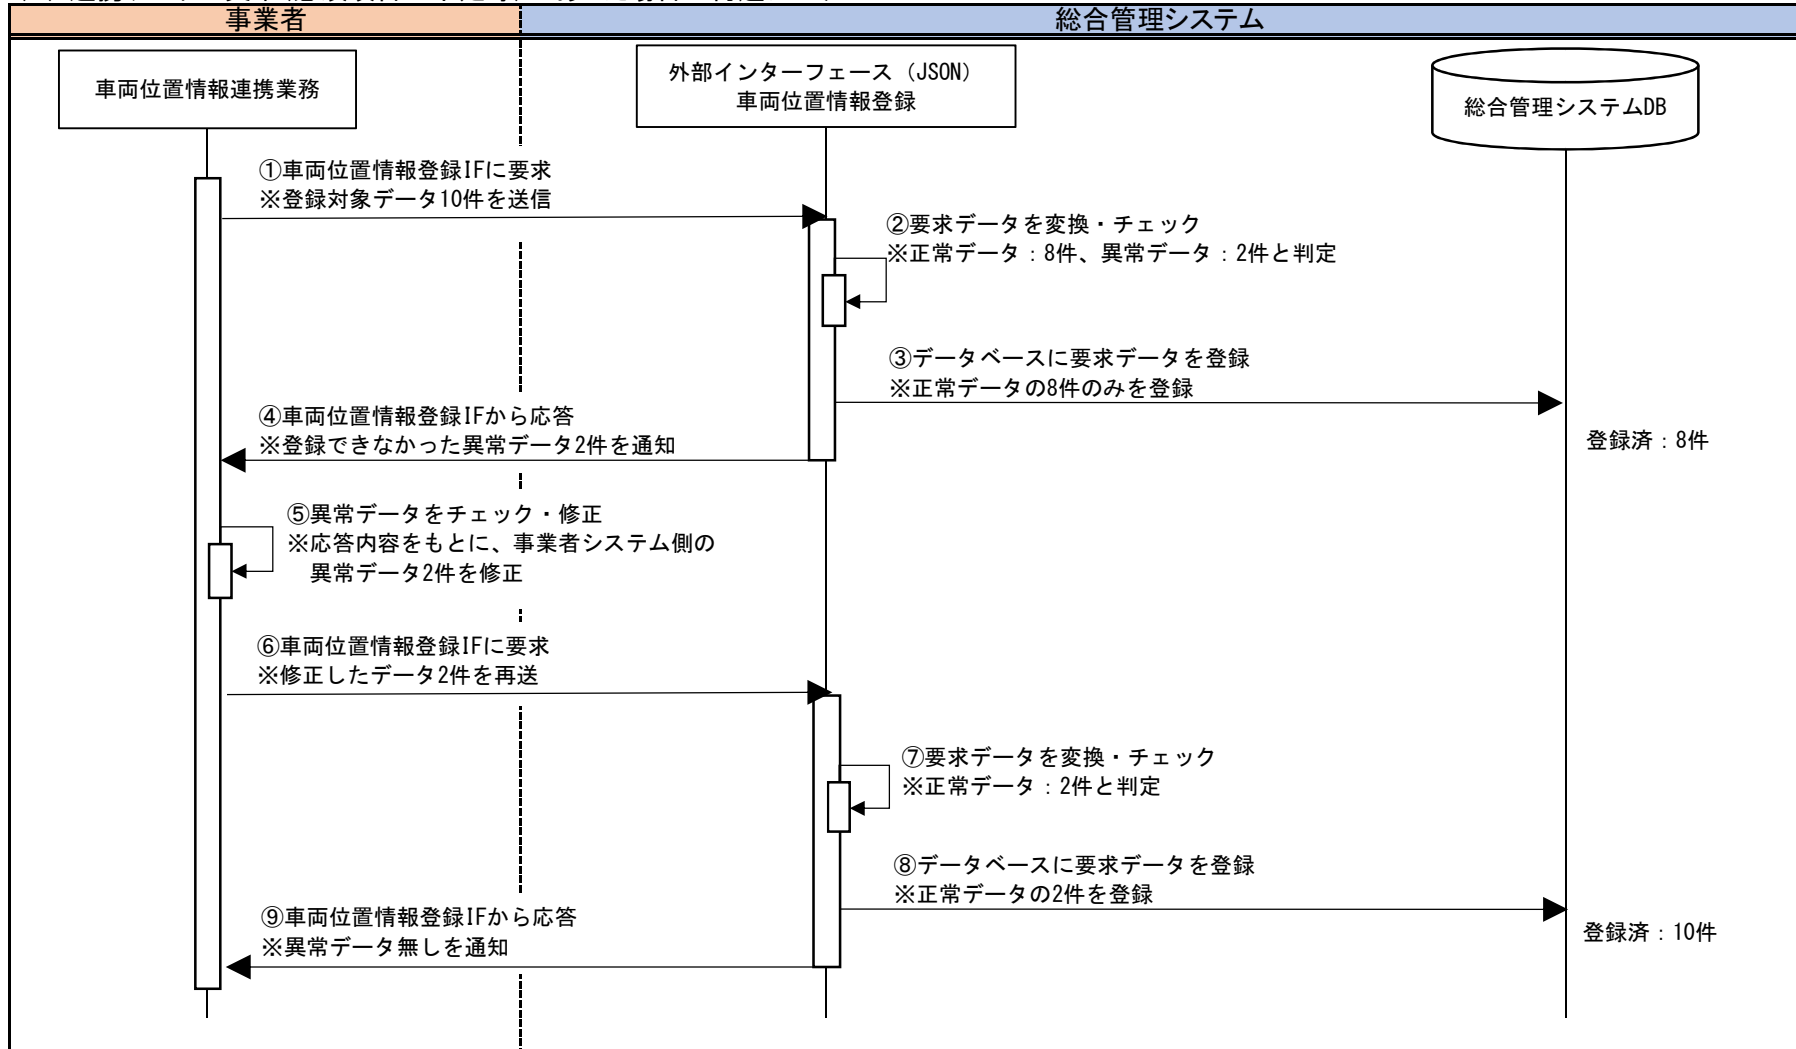 事業者
総合管理システム
車両位置情報連携業務
外部インターフェース（JSON）
車両位置情報登録
総合管理システムDB
①車両位置情報登録IFに要求
※登録対象データ10件を送信
②要求データを変換・チェック
※正常データ：8件、異常データ：2件と判定
③データベースに要求データを登録
※正常データの8件のみを登録
④車両位置情報登録IFから応答
※登録できなかった異常データ2件を通知
登録済：8件
⑤異常データをチェック・修正
※応答内容をもとに、事業者システム側の
異常データ2件を修正
⑥車両位置情報登録IFに要求
※修正したデータ2件を再送
⑦要求データを変換・チェック
※正常データ：2件と判定
⑧データベースに要求データを登録
※正常データの2件を登録
⑨車両位置情報登録IFから応答
※異常データ無しを通知
登録済：10件